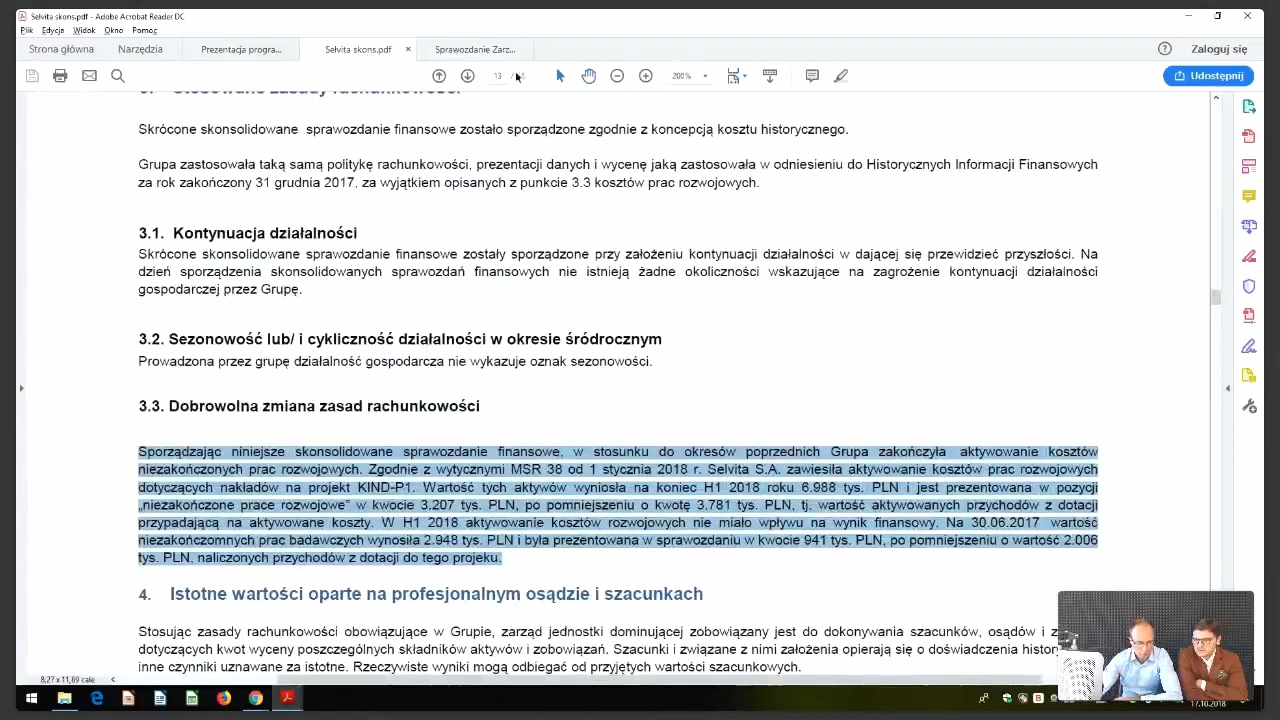 Selvita skons.pdf - Adobe Acrobat Reader DC
Plik Edycja Widok Okno Pomoc
Strona główna Narzędzia Prezentacja progra... Selvita skons.pdf × Sprawozdanie Zarz... Zaloguj się
13 / 200% Udostępnij
Stosowane zasady rachunkowości
Skrócone skonsolidowane sprawozdanie finansowe zostało sporządzone zgodnie z koncepcją kosztu historycznego.
Grupa zastosowała taką samą politykę rachunkowości, prezentacji danych i wycenę jaką zastosowała w odniesieniu do Historycznych Informacji Finansowych
za rok zakończony 31 grudnia 2017, za wyjątkiem opisanych z punkcie 3.3 kosztów prac rozwojowych.
3.1. Kontynuacja działalności
Skrócone skonsolidowane sprawozdanie finansowe zostały sporządzone przy założeniu kontynuacji działalności w dającej się przewidzieć przyszłości. Na
dzień sporządzenia skonsolidowanych sprawozdań finansowych nie istnieją żadne okoliczności wskazujące na zagrożenie kontynuacji działalności
gospodarczej przez Grupę.
3.2. Sezonowość lub/ i cykliczność działalności w okresie śródrocznym
Prowadzona przez grupę działalność gospodarcza nie wykazuje oznak sezonowości.
3.3. Dobrowolna zmiana zasad rachunkowości
Sporządzając niniejsze skonsolidowane sprawozdanie finansowe, w stosunku do okresów poprzednich Grupa zakończyła aktywowanie kosztów
niezakończonych prac rozwojowych. Zgodnie z wytycznymi MSR 38 od 1 stycznia 2018 r. Selvita S.A. zawiesiła aktywowanie kosztów prac rozwojowych
dotyczących nakładów na projekt KIND-P1. Wartość tych aktywów wyniosła na koniec H1 2018 roku 6.988 tys. PLN i jest prezentowana w pozycji
„niezakończone prace rozwojowe" w kwocie 3.207 tys. PLN, po pomniejszeniu o kwotę 3.781 tys. PLN, tj. wartość aktywowanych przychodów z dotacji
przypadającą na aktywowane koszty. W H1 2018 aktywowanie kosztów rozwojowych nie miało wpływu na wynik finansowy. Na 30.06.2017 wartość
niezakończomnych prac badawczych wynosiła 2.948 tys. PLN i była prezentowana w sprawozdaniu w kwocie 941 tys. PLN, po pomniejszeniu o wartość 2.006
tys. PLN, naliczonych przychodów z dotacji do tego projeku.
4. Istotne wartości oparte na profesjonalnym osądzie i szacunkach
Stosując zasady rachunkowości obowiązujące w Grupie, zarząd jednostki dominującej zobowiązany jest do dokonywania szacunków, osądów i
dotyczących kwot wyceny poszczególnych składników aktywów i zobowiązań. Szacunki i związane z nimi założenia opierają się o doświadczenia
inne czynniki uznawane za istotne. Rzeczywiste wyniki mogą odbiegać od przyjętych wartości szacunkowych.
8,27 x 11,69 cale
17.10.2018